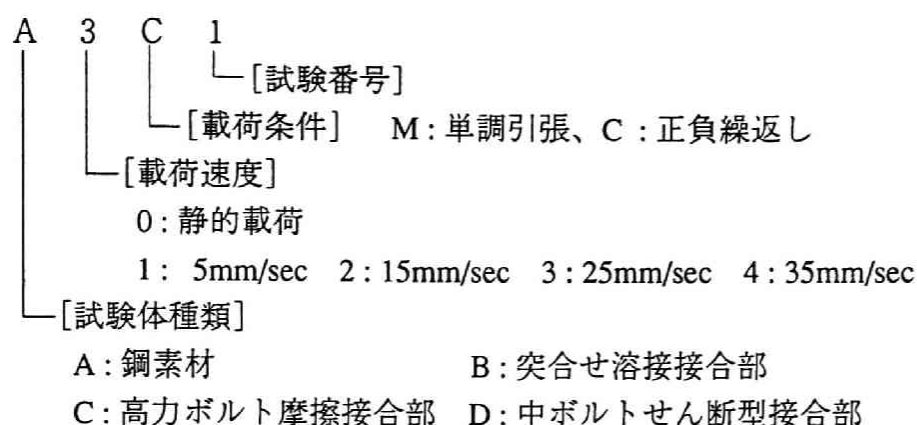 A 3 C 1
[試験番号]
[載荷条件] M:単調引張、C:正負繰返し
[載荷速度]
0:静的載荷
1: 5mm/sec 2:15mm/sec 3:25mm/sec 4:35mm/sec
[試験体種類]
A:鋼素材 B:突合せ溶接接合部
C:高力ボルト摩擦接合部 D:中ボルトせん断型接合部